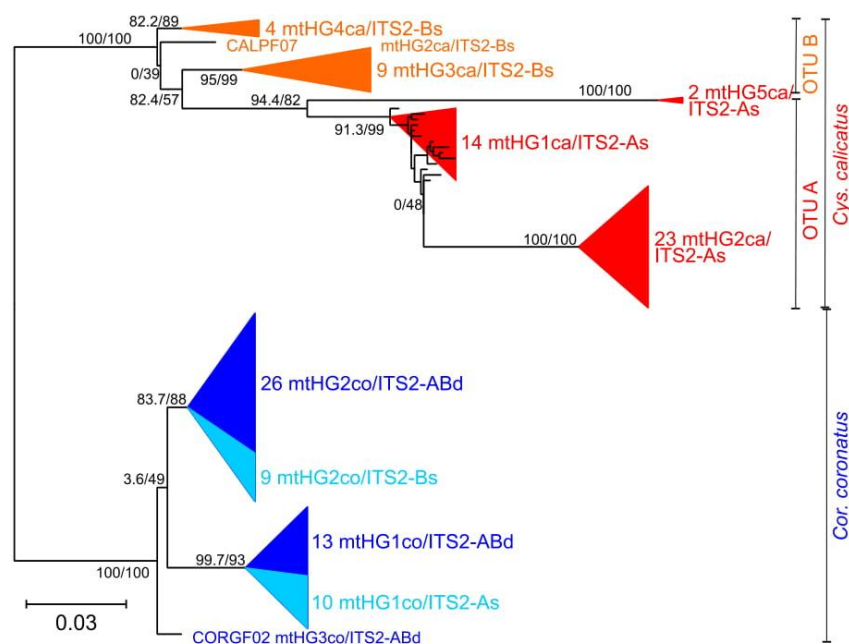 82.2/89
4 mtHG4ca/ITS2-Bs
100/100
CALPF07
mtHG2ca/ITS2-Bs
0/39
95/99
9 mtHG3ca/ITS2-Bs
82.4/57
94.4/82
100/100
2 mtHG5ca/
ITS2-As
91.3/99
14 mtHG1ca/ITS2-As
0/48
100/100
23 mtHG2ca/
ITS2-As
OTU B
OTU A
Cys. calicatus
26 mtHG2co/ITS2-ABd
83.7/88
9 mtHG2co/ITS2-Bs
3.6/49
13 mtHG1co/ITS2-ABd
99.7/93
100/100
10 mtHG1co/ITS2-As
0.03
CORGF02 mtHG3co/ITS2-ABd
Cor. coronatus